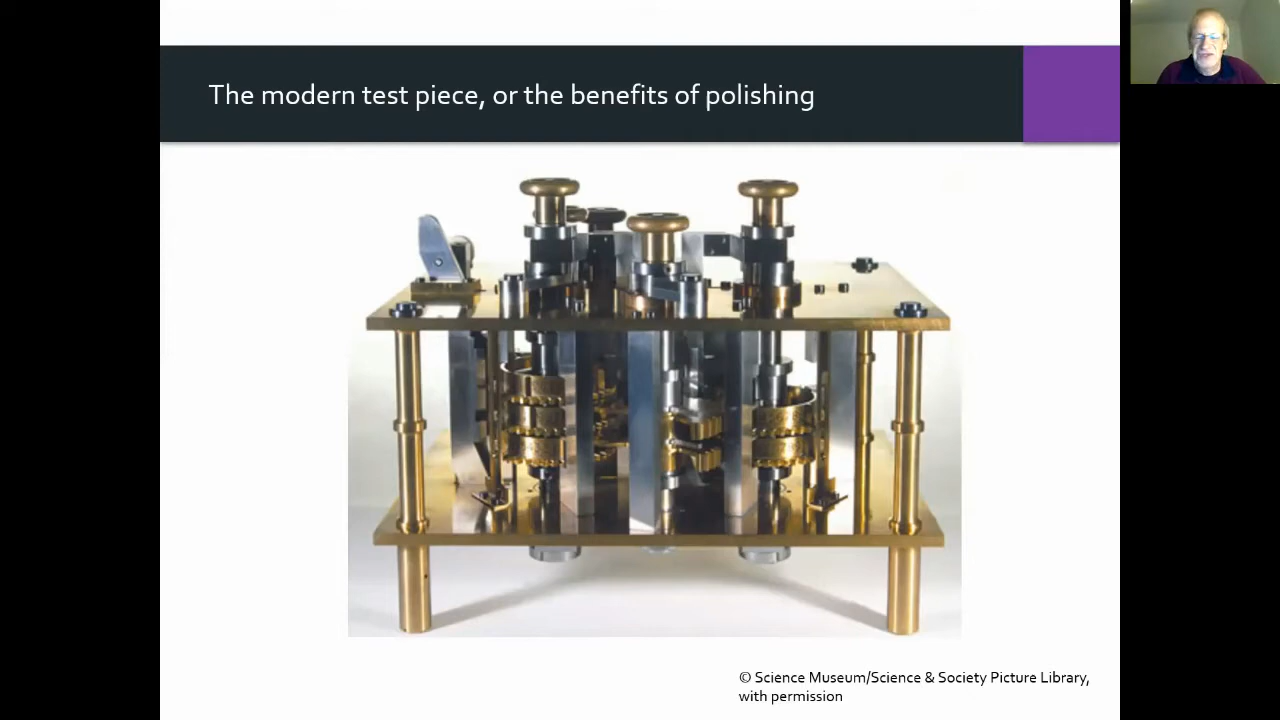 The modern test piece, or the benefits of polishing
© Science Museum/Science & Society Picture Library,
with permission